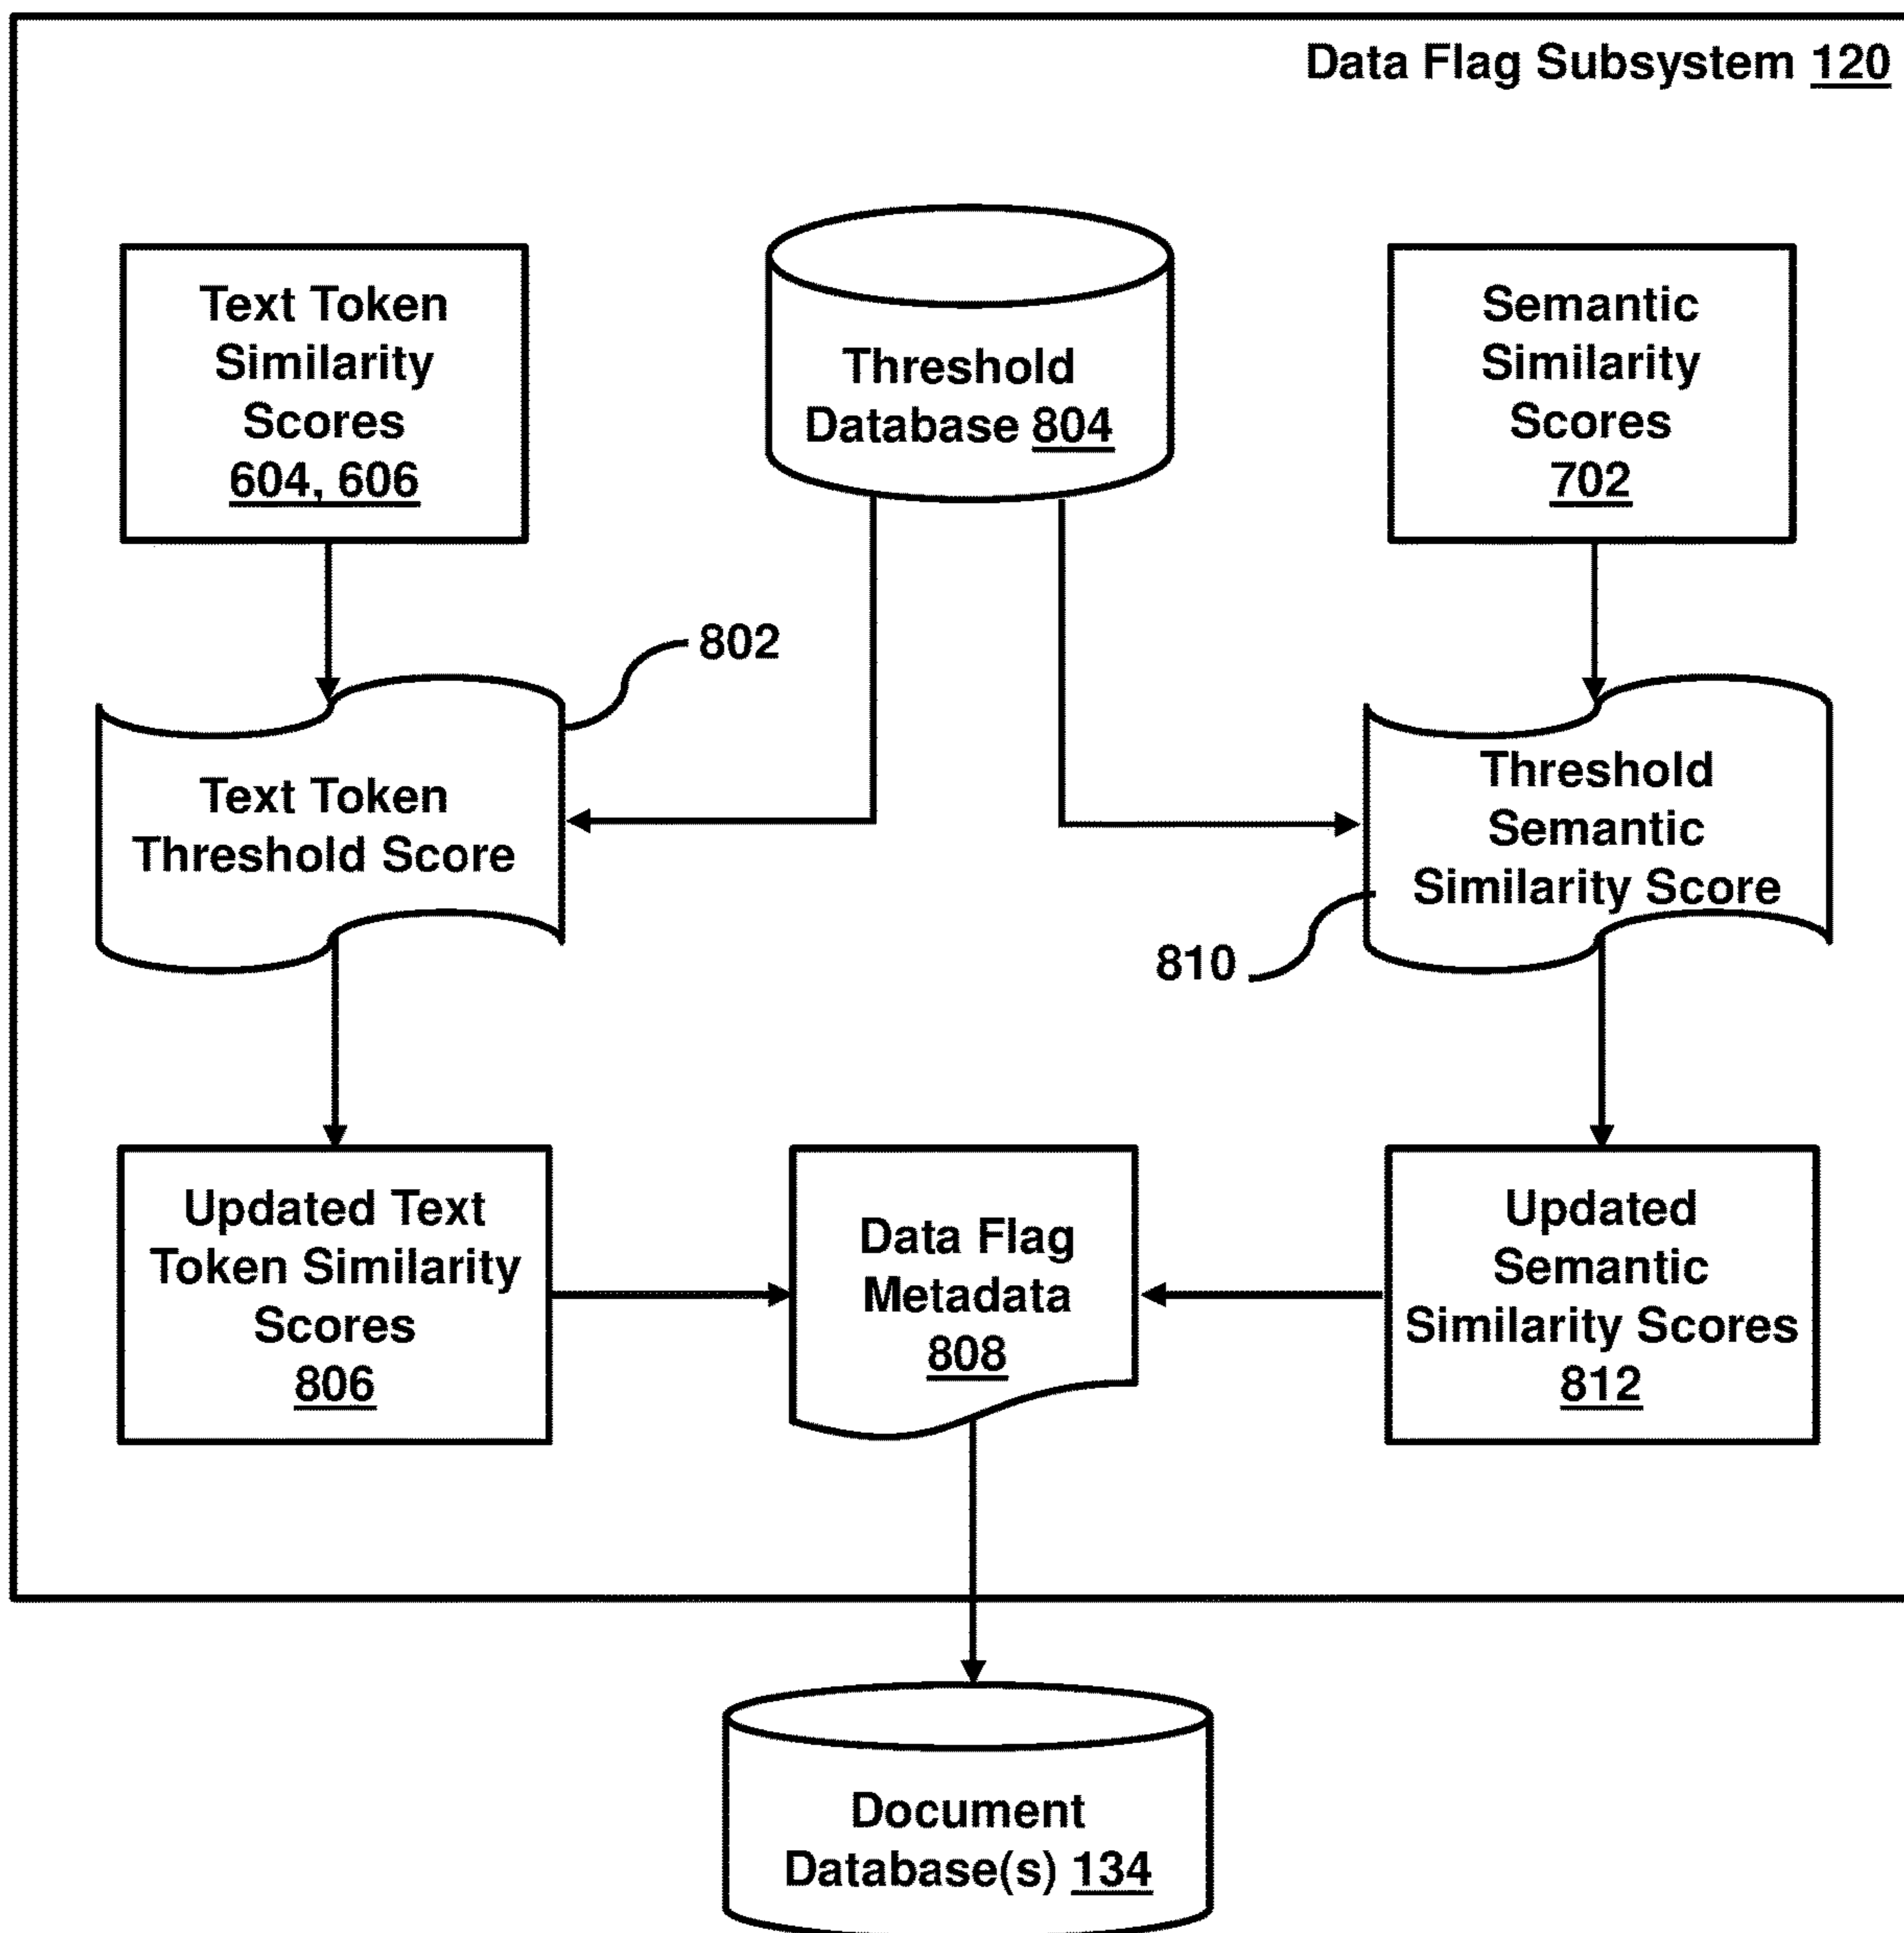 Data Flag Subsystem 120
Text Token
Similarity
Scores
604, 606
Threshold
Database 804
Semantic
Similarity
Scores
702
802
Text Token
Threshold Score
Threshold
Semantic
Similarity Score
810
Updated Text
Token Similarity
Scores
806
Data Flag
Metadata
808
Updated
Semantic
Similarity Scores
812
Document
Database(s) 134